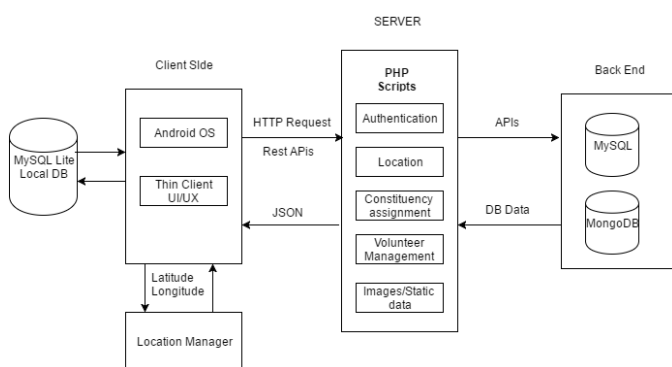 SERVER
Client SIde
Back End
PHP
Scripts
MySQL Lite
Local DB
Android OS
Thin Client
UI/UX
HTTP Request
Rest APis
JSON
Authentication
Location
Constituency
assignment
Volunteer
Management
Images/Static
data
APIs
DB Data
MySQL
MongoDB
Latitude
Longitude
Location Manager